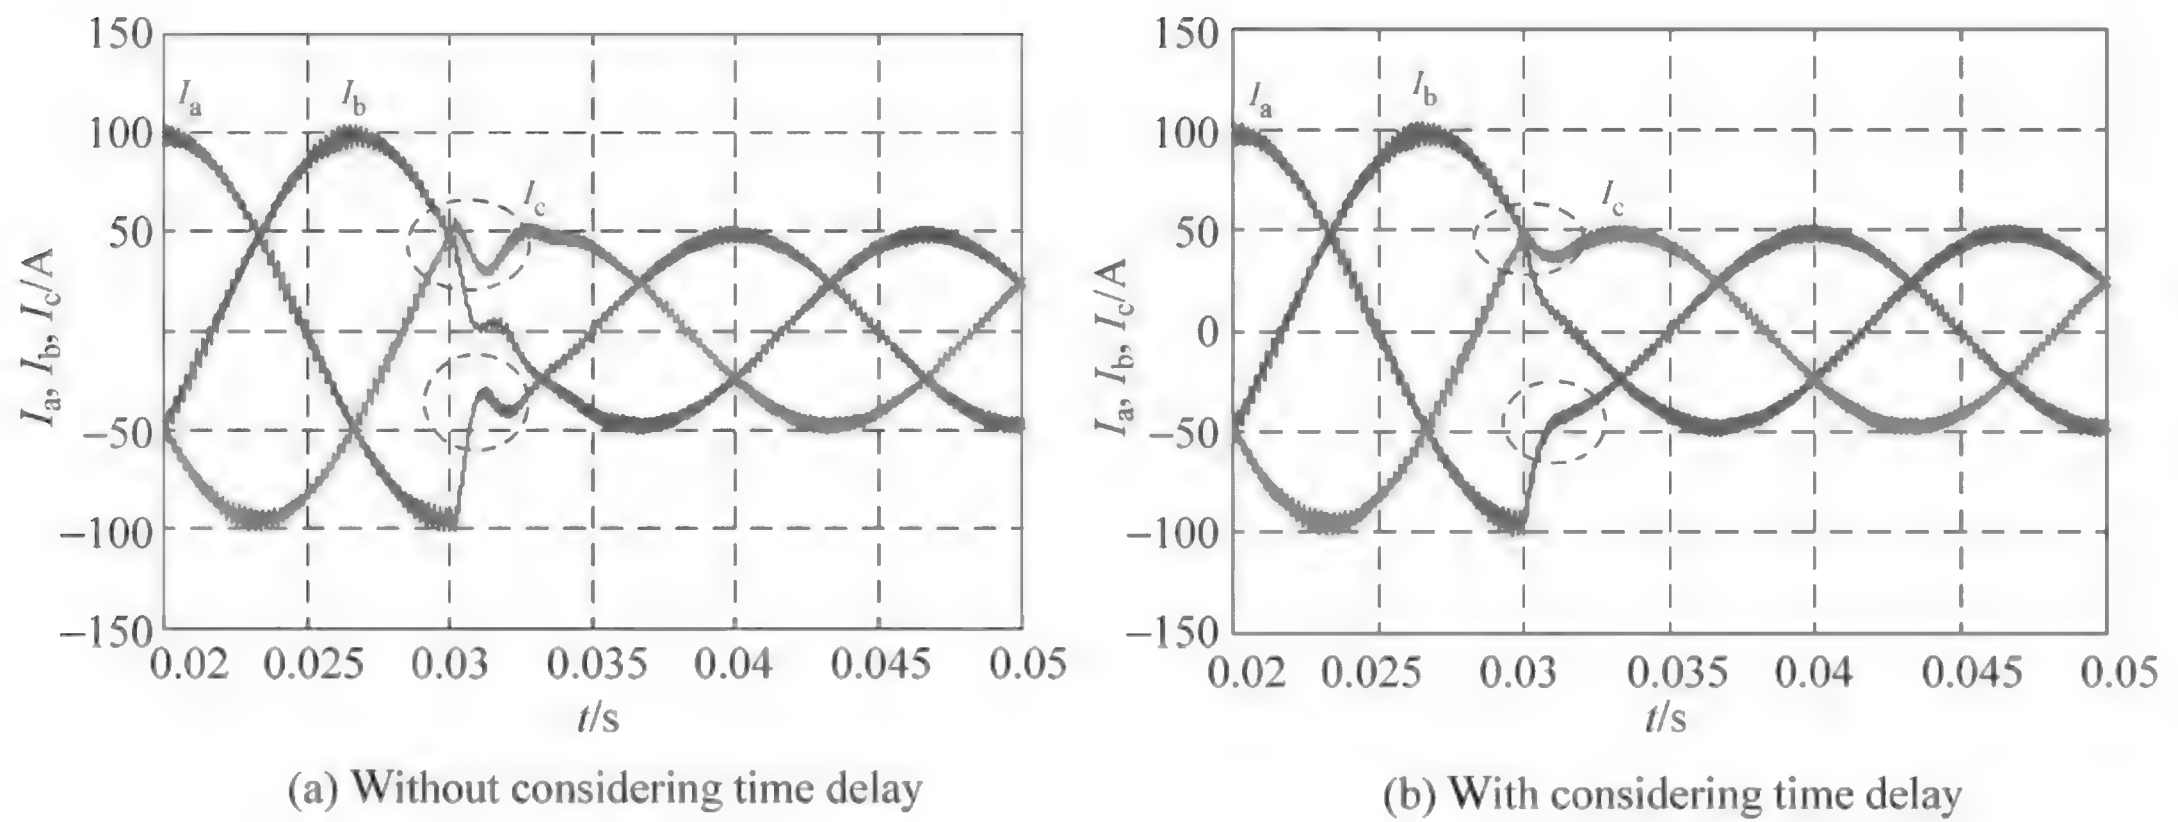 150
100
50
−50
−100
−150
I_a, I_b, I_c/A
I_a
I_b
I_c
0.02 0.025 0.03 0.035 0.04 0.045 0.05
t/s
(a) Without considering time delay
150
100
50
0
−50
−100
−150
I_a, I_b, I_c/A
I_a
I_b
I_c
0.02 0.025 0.03 0.035 0.04 0.045 0.05
t/s
(b) With considering time delay